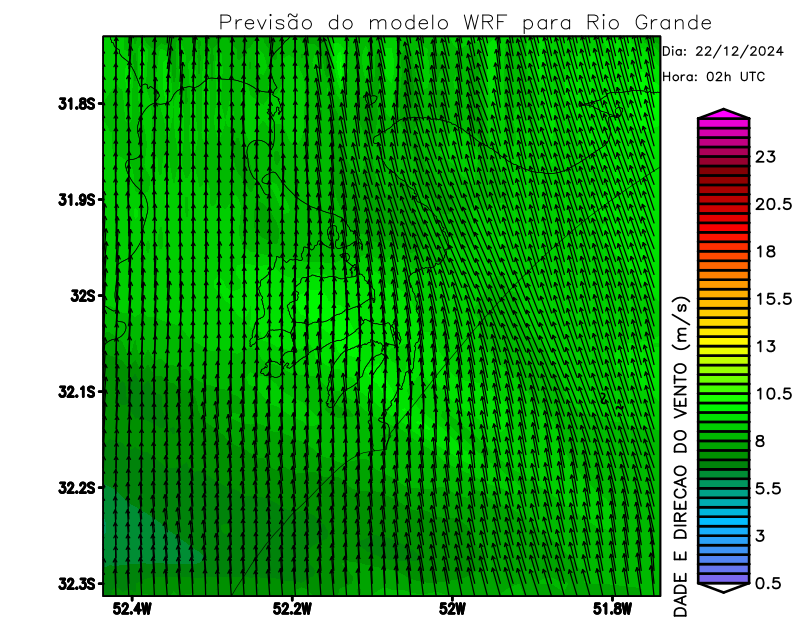 Previsão do modelo WRF para Rio Grande
Dia: 22/12/2024
Hora: 02h UTC
31.8S
31.9S
32S
32.1S
32.2S
32.3S
52.4W
52.2W
52W
51.8W
DADE E DIRECAO DO VENTO (m/s)
23
20.5
18
15.5
13
10.5
8
5.5
3
0.5